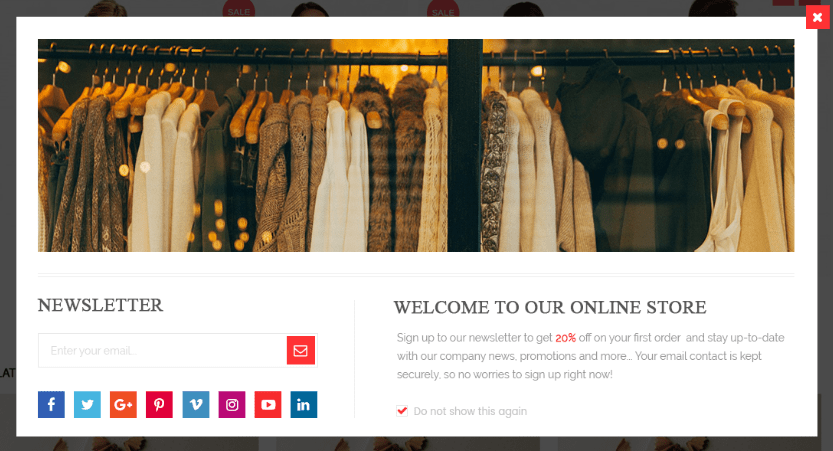 SALE
SALE
NEWSLETTER
Enter your email...
WELCOME TO OUR ONLINE STORE
Sign up to our newsletter to get 20% off on your first order and stay up-to-date
with our company news, promotions and more... Your email contact is kept
securely, so no worries to sign up right now!
Do not show this again